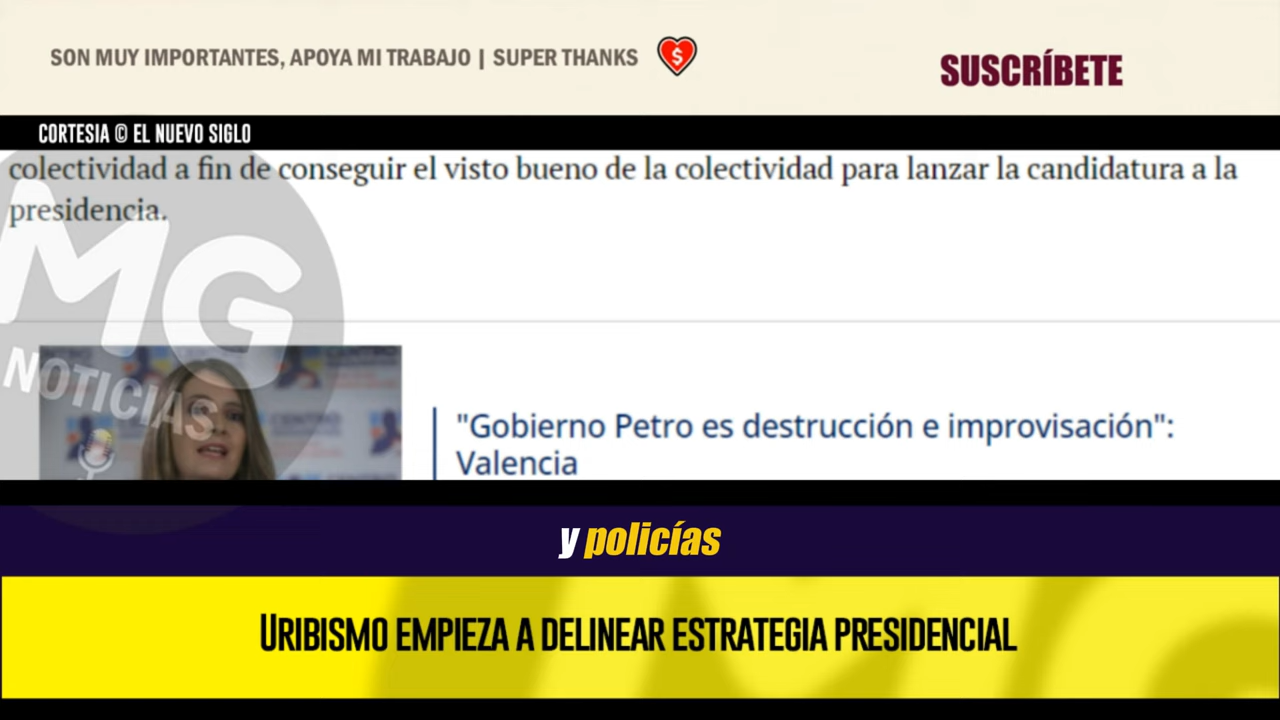 SON MUY IMPORTANTES, APOYA MI TRABAJO | SUPER THANKS
SUSCRÍBETE
CORTESIA © EL NUEVO SIGLO
colectividad a fin de conseguir el visto bueno de la colectividad para lanzar la candidatura a la
presidencia.
MG
NOTICIAS
"Gobierno Petro es destrucción e improvisación":
Valencia
y policías
URIBISMO EMPIEZA A DELINEAR ESTRATEGIA PRESIDENCIAL